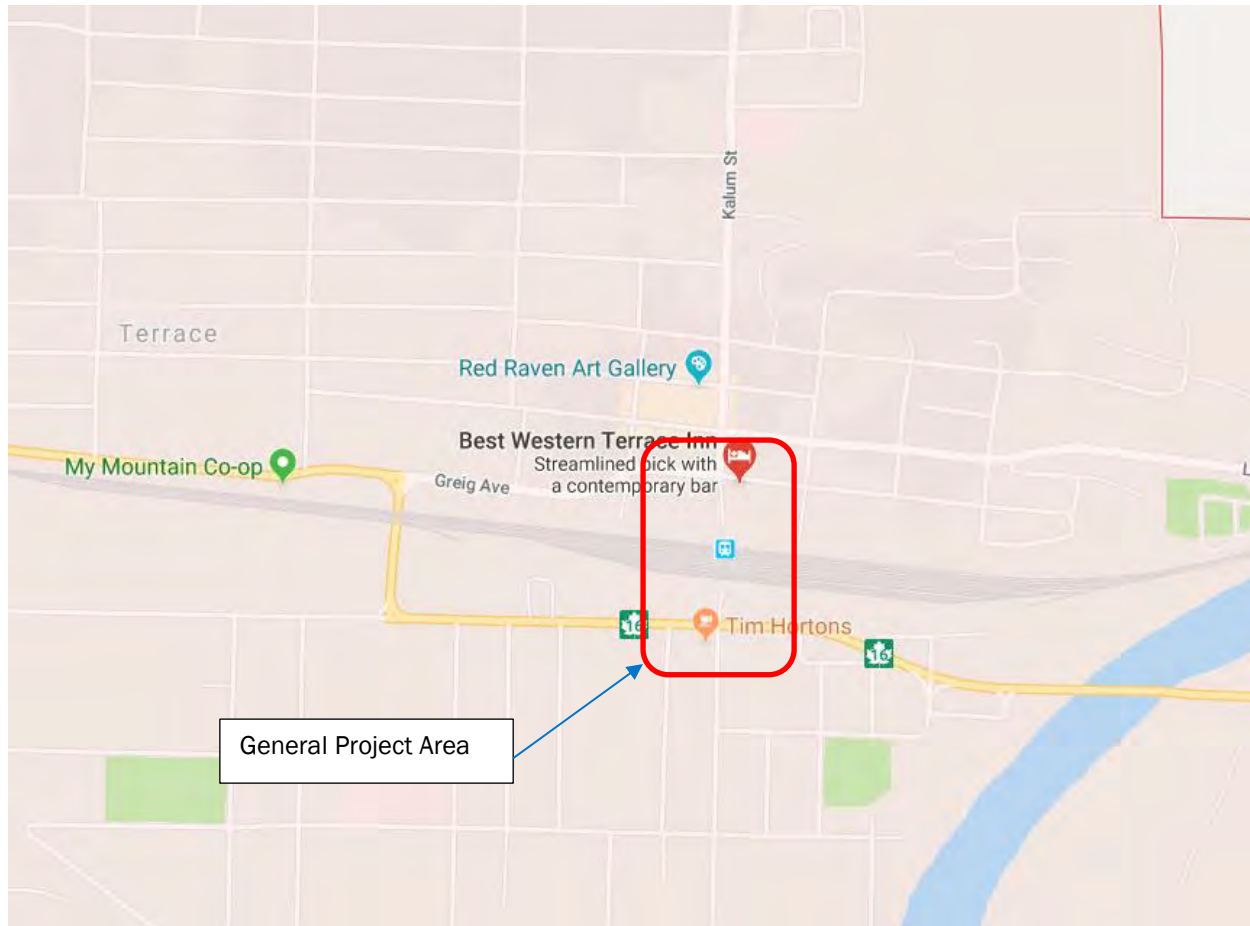 Kalum St
Terrace
Red Raven Art Gallery
Best Western Terrace Inn
Streamlined pick with
a contemporary bar
My Mountain Co-op
Greig Ave
16
Tim Hortons
16
General Project Area
L